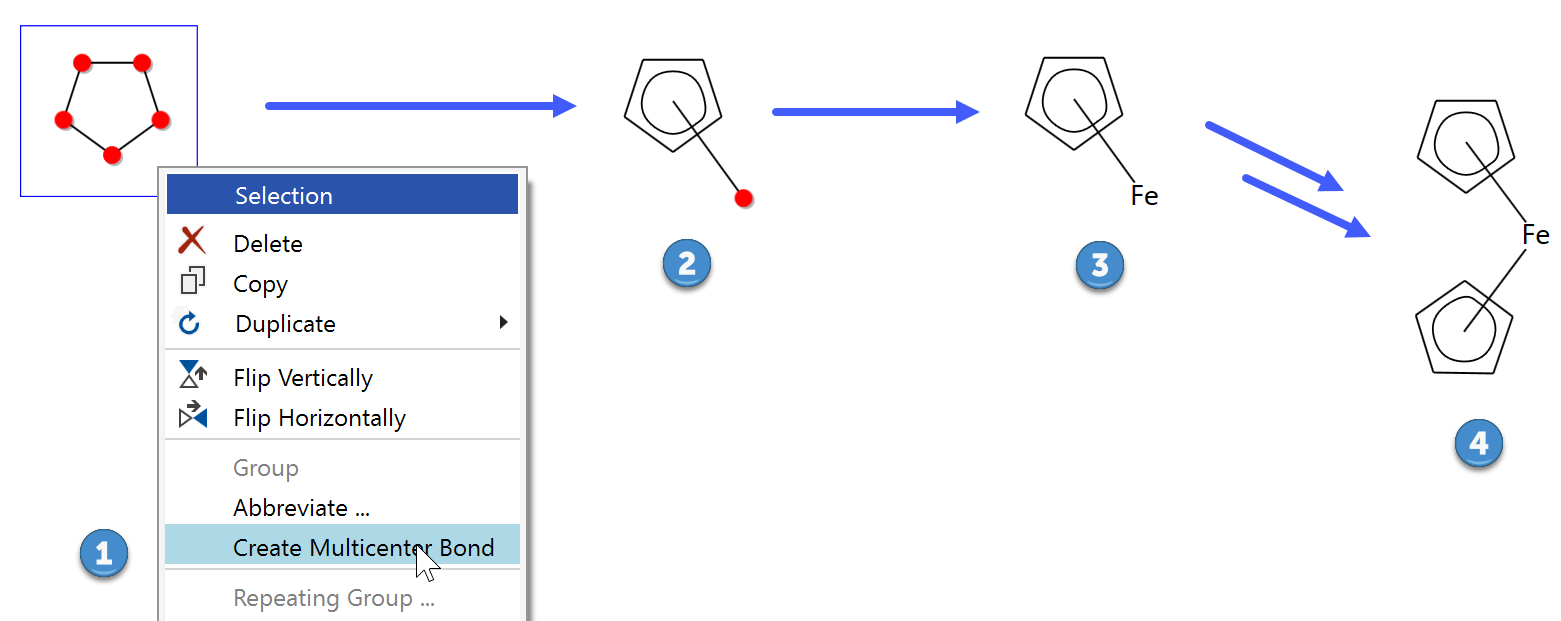 Selection
Delete
Copy
Duplicate
Flip Vertically
Flip Horizontally
Group
Abbreviate ...
Create Multicenter Bond
Repeating Group ...
1
2
Fe
3
Fe
4